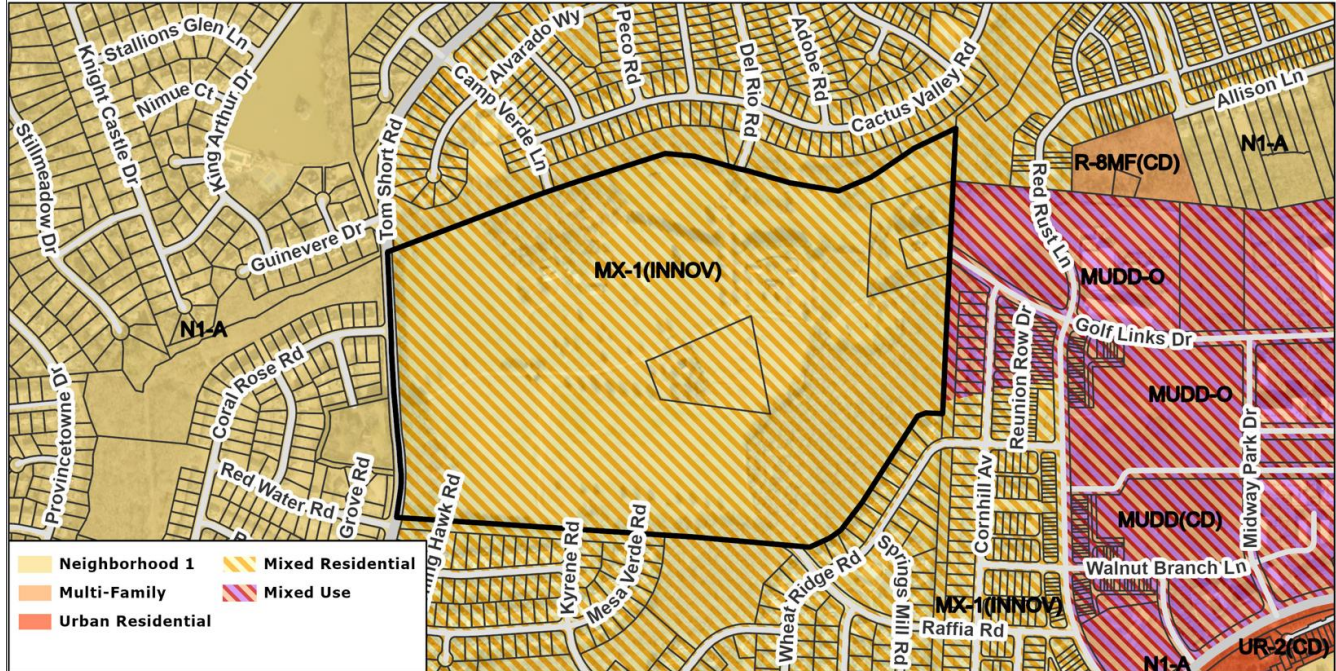 Stallions Glen Ln
Nimue Ct
Knight Castle Dr
King Arthur Dr
Stillmeadow Dr
Guinevere Dr
Tom Short Rd
Camp Verde Ln
Alvarado Wy
Peco Rd
Del Rio Rd
Adobe Rd
Cactus Valley Rd
Allison Ln
R-8MF(CD)
N1-A
Red Rust Ln
MX-1(INNOV)
MUDD-O
N1-A
Golf Links Dr
Reunion Row Dr
Coral Rose Rd
MUDD-O
Provincetowne Dr
Midway Park Dr
Red Water Rd
Grove Rd
Cornhill Av
MUDD(CD)
Kyrene Rd
Mesa Verde Rd
Wheat Ridge Rd
Springs Mill Rd
Walnut Branch Ln
MX-1(INNOV)
Raffia Rd
UR-2(CD)
N1-A
Neighborhood 1
Multi-Family
Urban Residential
Mixed Residential
Mixed Use